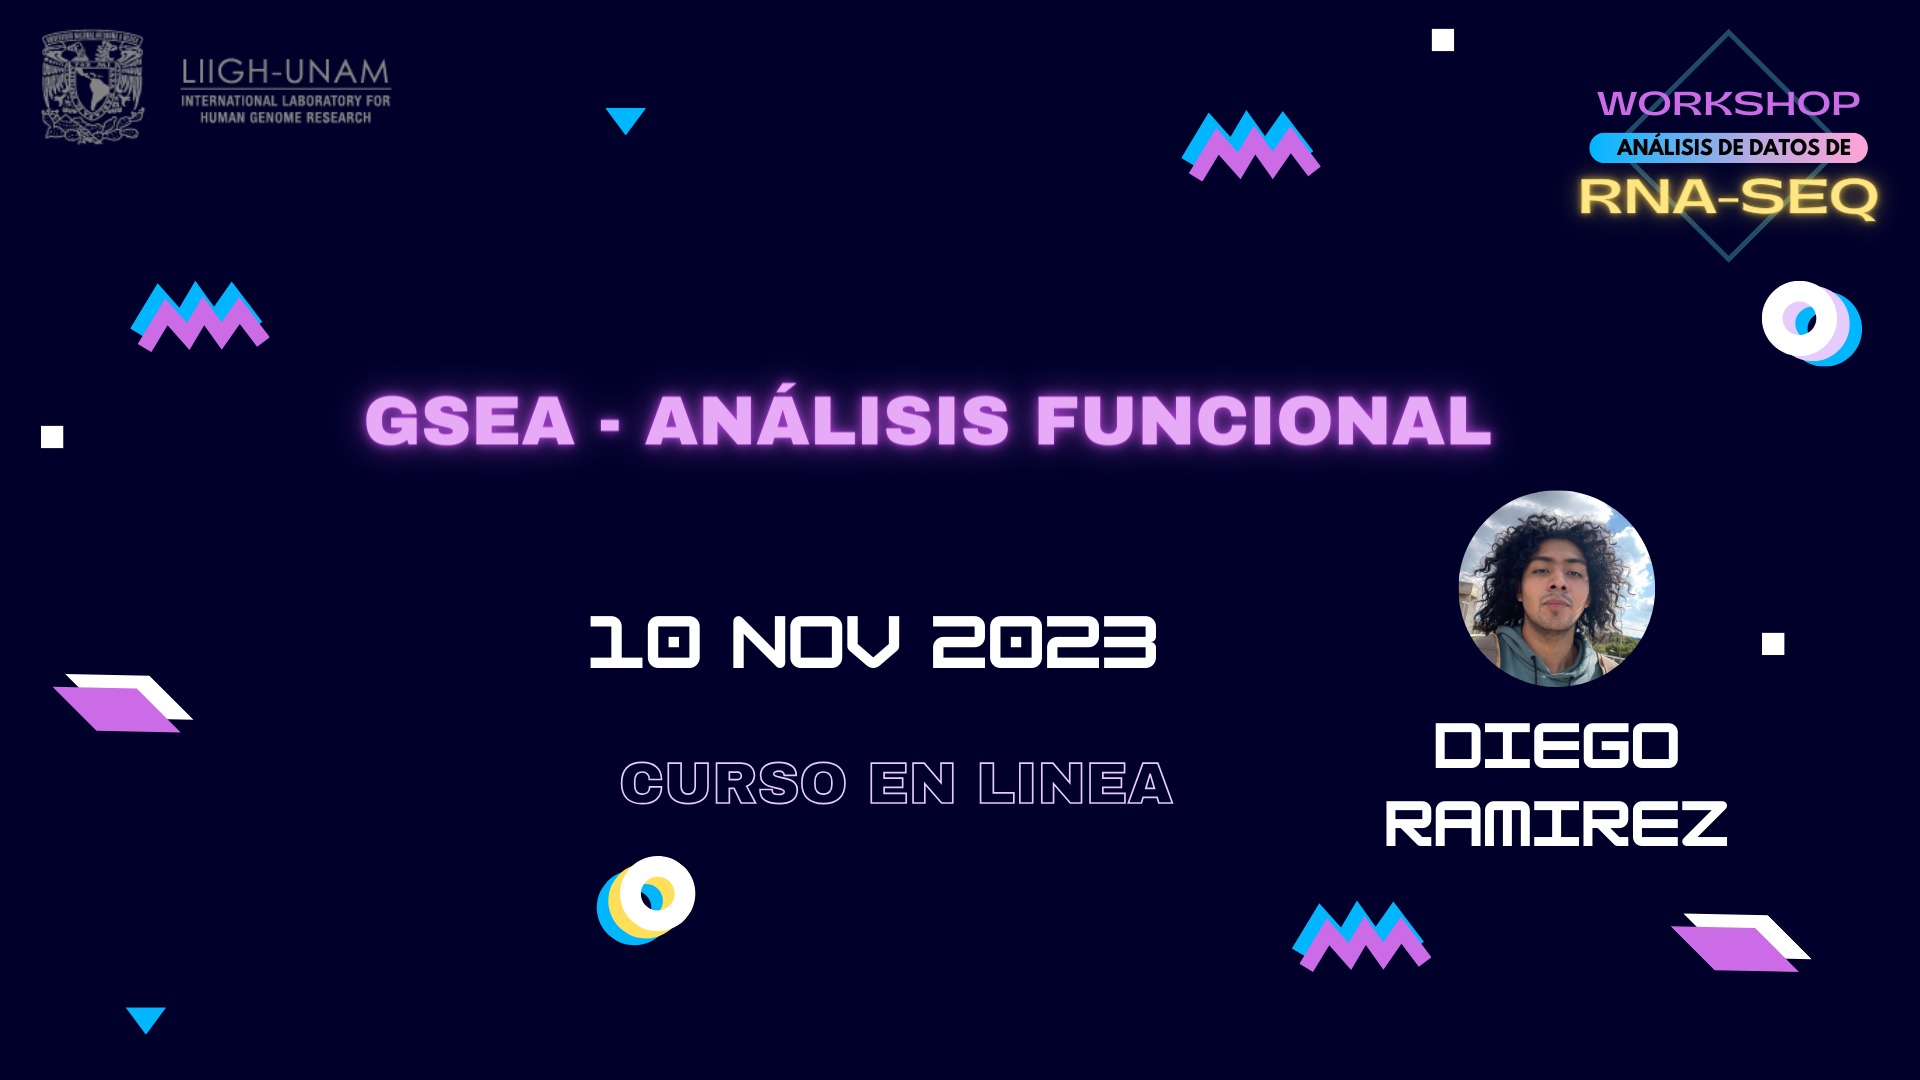 LIIGH-UNAM
INTERNATIONAL LABORATORY FOR
HUMAN GENOME RESEARCH
WORKSHOP
ANÁLISIS DE DATOS DE
RNA-SEQ
GSEA - ANÁLISIS FUNCIONAL
10 NOV 2023
CURSO EN LINEA
DIEGO
RAMIREZ